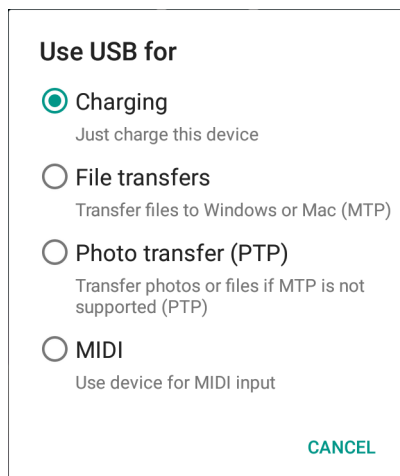 Use USB for
Charging
Just charge this device
File transfers
Transfer files to Windows or Mac (MTP)
Photo transfer (PTP)
Transfer photos or files if MTP is not
supported (PTP)
MIDI
Use device for MIDI input
CANCEL